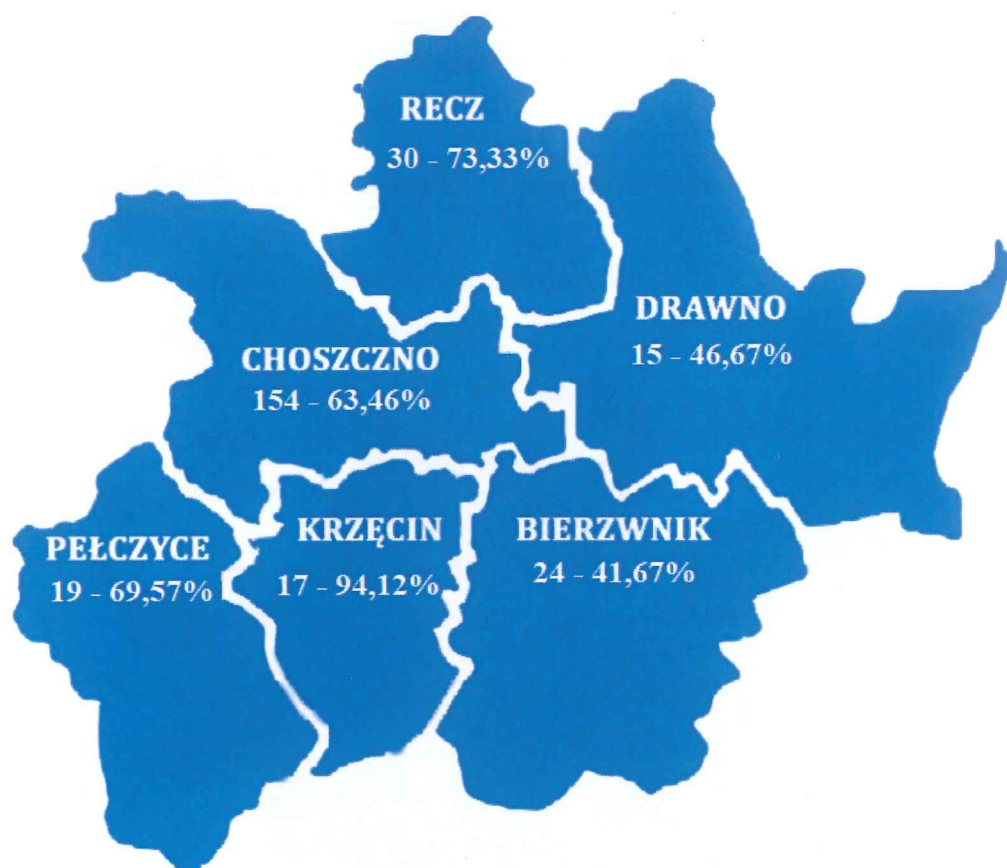 RECZ
30 - 73,33%
DRAWNO
15 - 46,67%
CHOSZCZNO
154 - 63,46%
PEŁCZYCE
19 - 69,57%
KRZĘCIN
17 - 94,12%
BIERZWNIK
24 - 41,67%